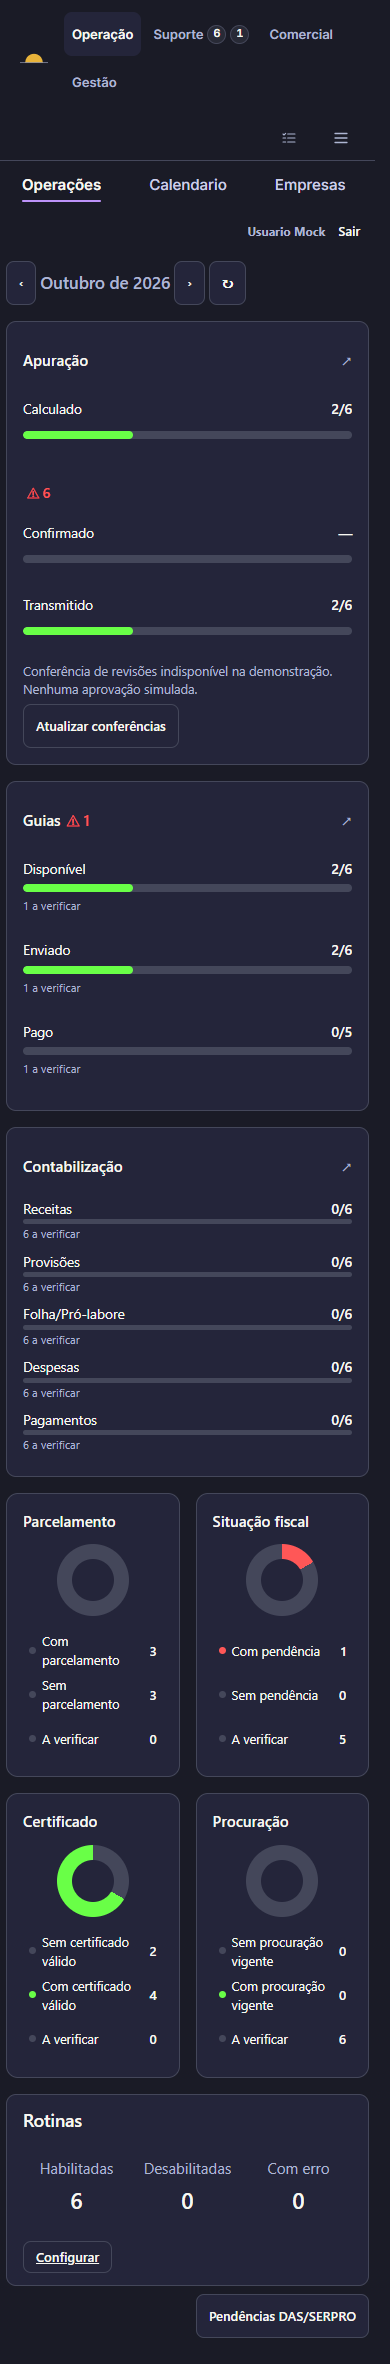 Operação Suporte 6 1 Comercial
Gestão
Operações Calendario Empresas
Usuario Mock Sair
‹ Outubro de 2026 › ↻
Apuração ↗
Calculado 2/6
⚠ 6
Confirmado —
Transmitido 2/6
Conferência de revisões indisponível na demonstração.
Nenhuma aprovação simulada.
Atualizar conferências
Guias ⚠ 1 ↗
Disponível 2/6
1 a verificar
Enviado 2/6
1 a verificar
Pago 0/5
1 a verificar
Contabilização ↗
Receitas 0/6
6 a verificar
Provisões 0/6
6 a verificar
Folha/Pró-labore 0/6
6 a verificar
Despesas 0/6
6 a verificar
Pagamentos 0/6
6 a verificar
Parcelamento
Com
parcelamento 3
Sem
parcelamento 3
A verificar 0
Situação fiscal
Com pendência 1
Sem pendência 0
A verificar 5
Certificado
Sem certificado
válido 2
Com certificado
válido 4
A verificar 0
Procuração
Sem procuração
vigente 0
Com procuração
vigente 0
A verificar 6
Rotinas
Habilitadas Desabilitadas Com erro
6 0 0
Configurar
Pendências DAS/SERPRO